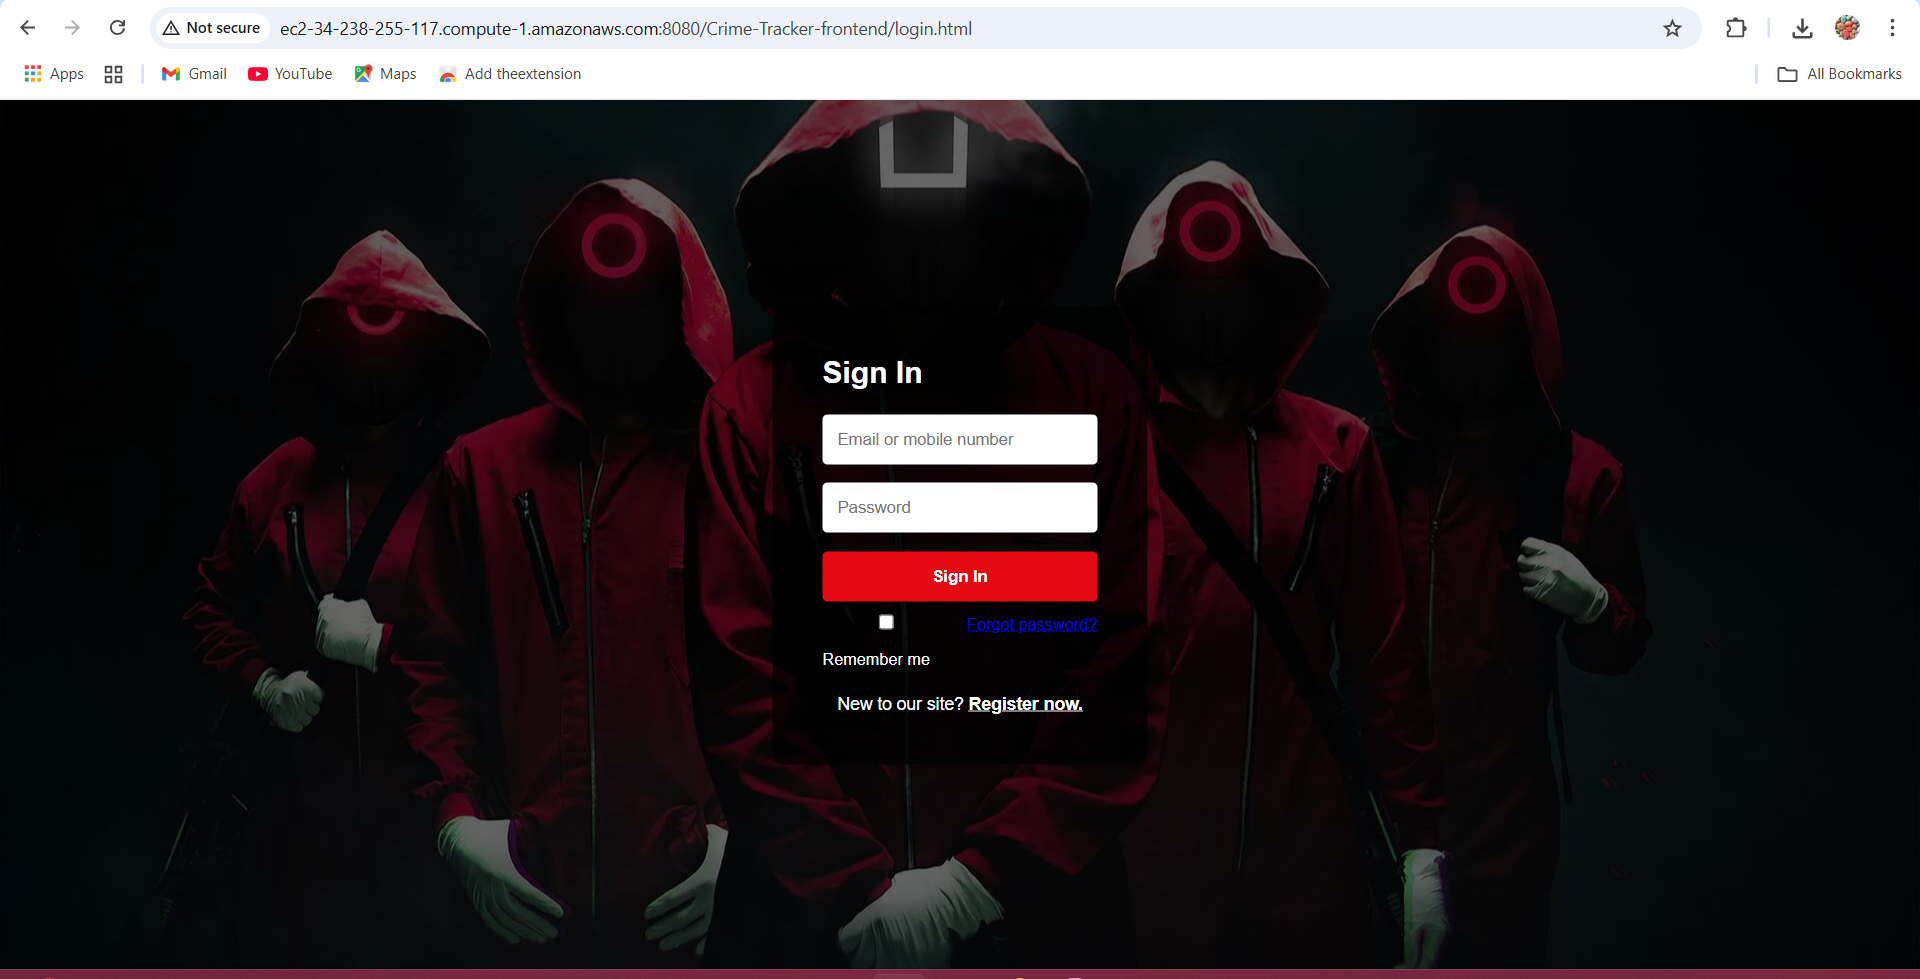 Not secure ec2-34-238-255-117.compute-1.amazonaws.com:8080/Crime-Tracker-frontend/login.html
Apps Gmail YouTube Maps Add theextension All Bookmarks
Sign In
Email or mobile number
Password
Sign In
Forgot password?
Remember me
New to our site? Register now.